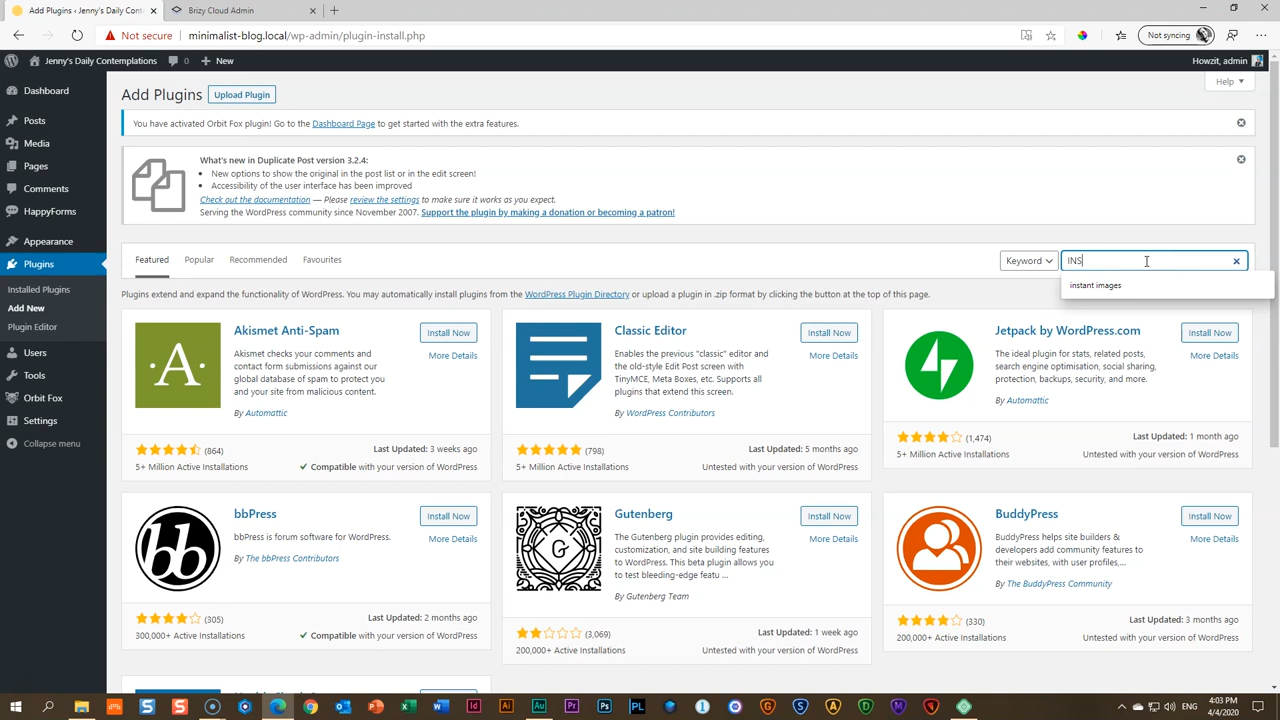 Add Plugins ‹ Jenny's Daily Conte
Brizy Cloud Admin
Not secure
minimalist-blog.local/wp-admin/plugin-install.php
Not syncing
Jenny's Daily Contemplations
0
New
Howzit, admin
Dashboard
Posts
Media
Pages
Comments
HappyForms
Appearance
Plugins
Installed Plugins
Add New
Plugin Editor
Users
Tools
Orbit Fox
Settings
Collapse menu
Add Plugins
Upload Plugin
Help
You have activated Orbit Fox plugin! Go to the Dashboard Page to get started with the extra features.
What's new in Duplicate Post version 3.2.4:
New options to show the original in the post list or in the edit screen!
Accessibility of the user interface has been improved
Check out the documentation — Please review the settings to make sure it works as you expect.
Serving the WordPress community since November 2007. Support the plugin by making a donation or becoming a patron!
Featured
Popular
Recommended
Favourites
Keyword
INS
instant images
Plugins extend and expand the functionality of WordPress. You may automatically install plugins from the WordPress Plugin Directory or upload a plugin in .zip format by clicking the button at the top of this page.
Akismet Anti-Spam
Install Now
More Details
Akismet checks your comments and
contact form submissions against our
global database of spam to protect you
and your site from malicious content.
By Automattic
(864)
Last Updated: 3 weeks ago
5+ Million Active Installations
Compatible with your version of WordPress
Classic Editor
Install Now
More Details
Enables the previous "classic" editor and
the old-style Edit Post screen with
TinyMCE, Meta Boxes, etc. Supports all
plugins that extend this screen.
By WordPress Contributors
(798)
Last Updated: 5 months ago
5+ Million Active Installations
Untested with your version of WordPress
Jetpack by WordPress.com
Install Now
More Details
The ideal plugin for stats, related posts,
search engine optimisation, social sharing,
protection, backups, security, and more.
By Automattic
(1,474)
Last Updated: 1 month ago
5+ Million Active Installations
Untested with your version of WordPress
bbPress
Install Now
More Details
bbPress is forum software for WordPress.
By The bbPress Contributors
(305)
Last Updated: 2 months ago
300,000+ Active Installations
Compatible with your version of WordPress
Gutenberg
Install Now
More Details
The Gutenberg plugin provides editing,
customization, and site building features
to WordPress. This beta plugin allows you
to test bleeding-edge featu ...
By Gutenberg Team
(3,069)
Last Updated: 1 week ago
200,000+ Active Installations
Untested with your version of WordPress
BuddyPress
Install Now
More Details
BuddyPress helps site builders &
developers add community features to
their websites, with user profiles,...
By The BuddyPress Community
(330)
Last Updated: 3 months ago
200,000+ Active Installations
Untested with your version of WordPress
4:03 PM
4/4/2020